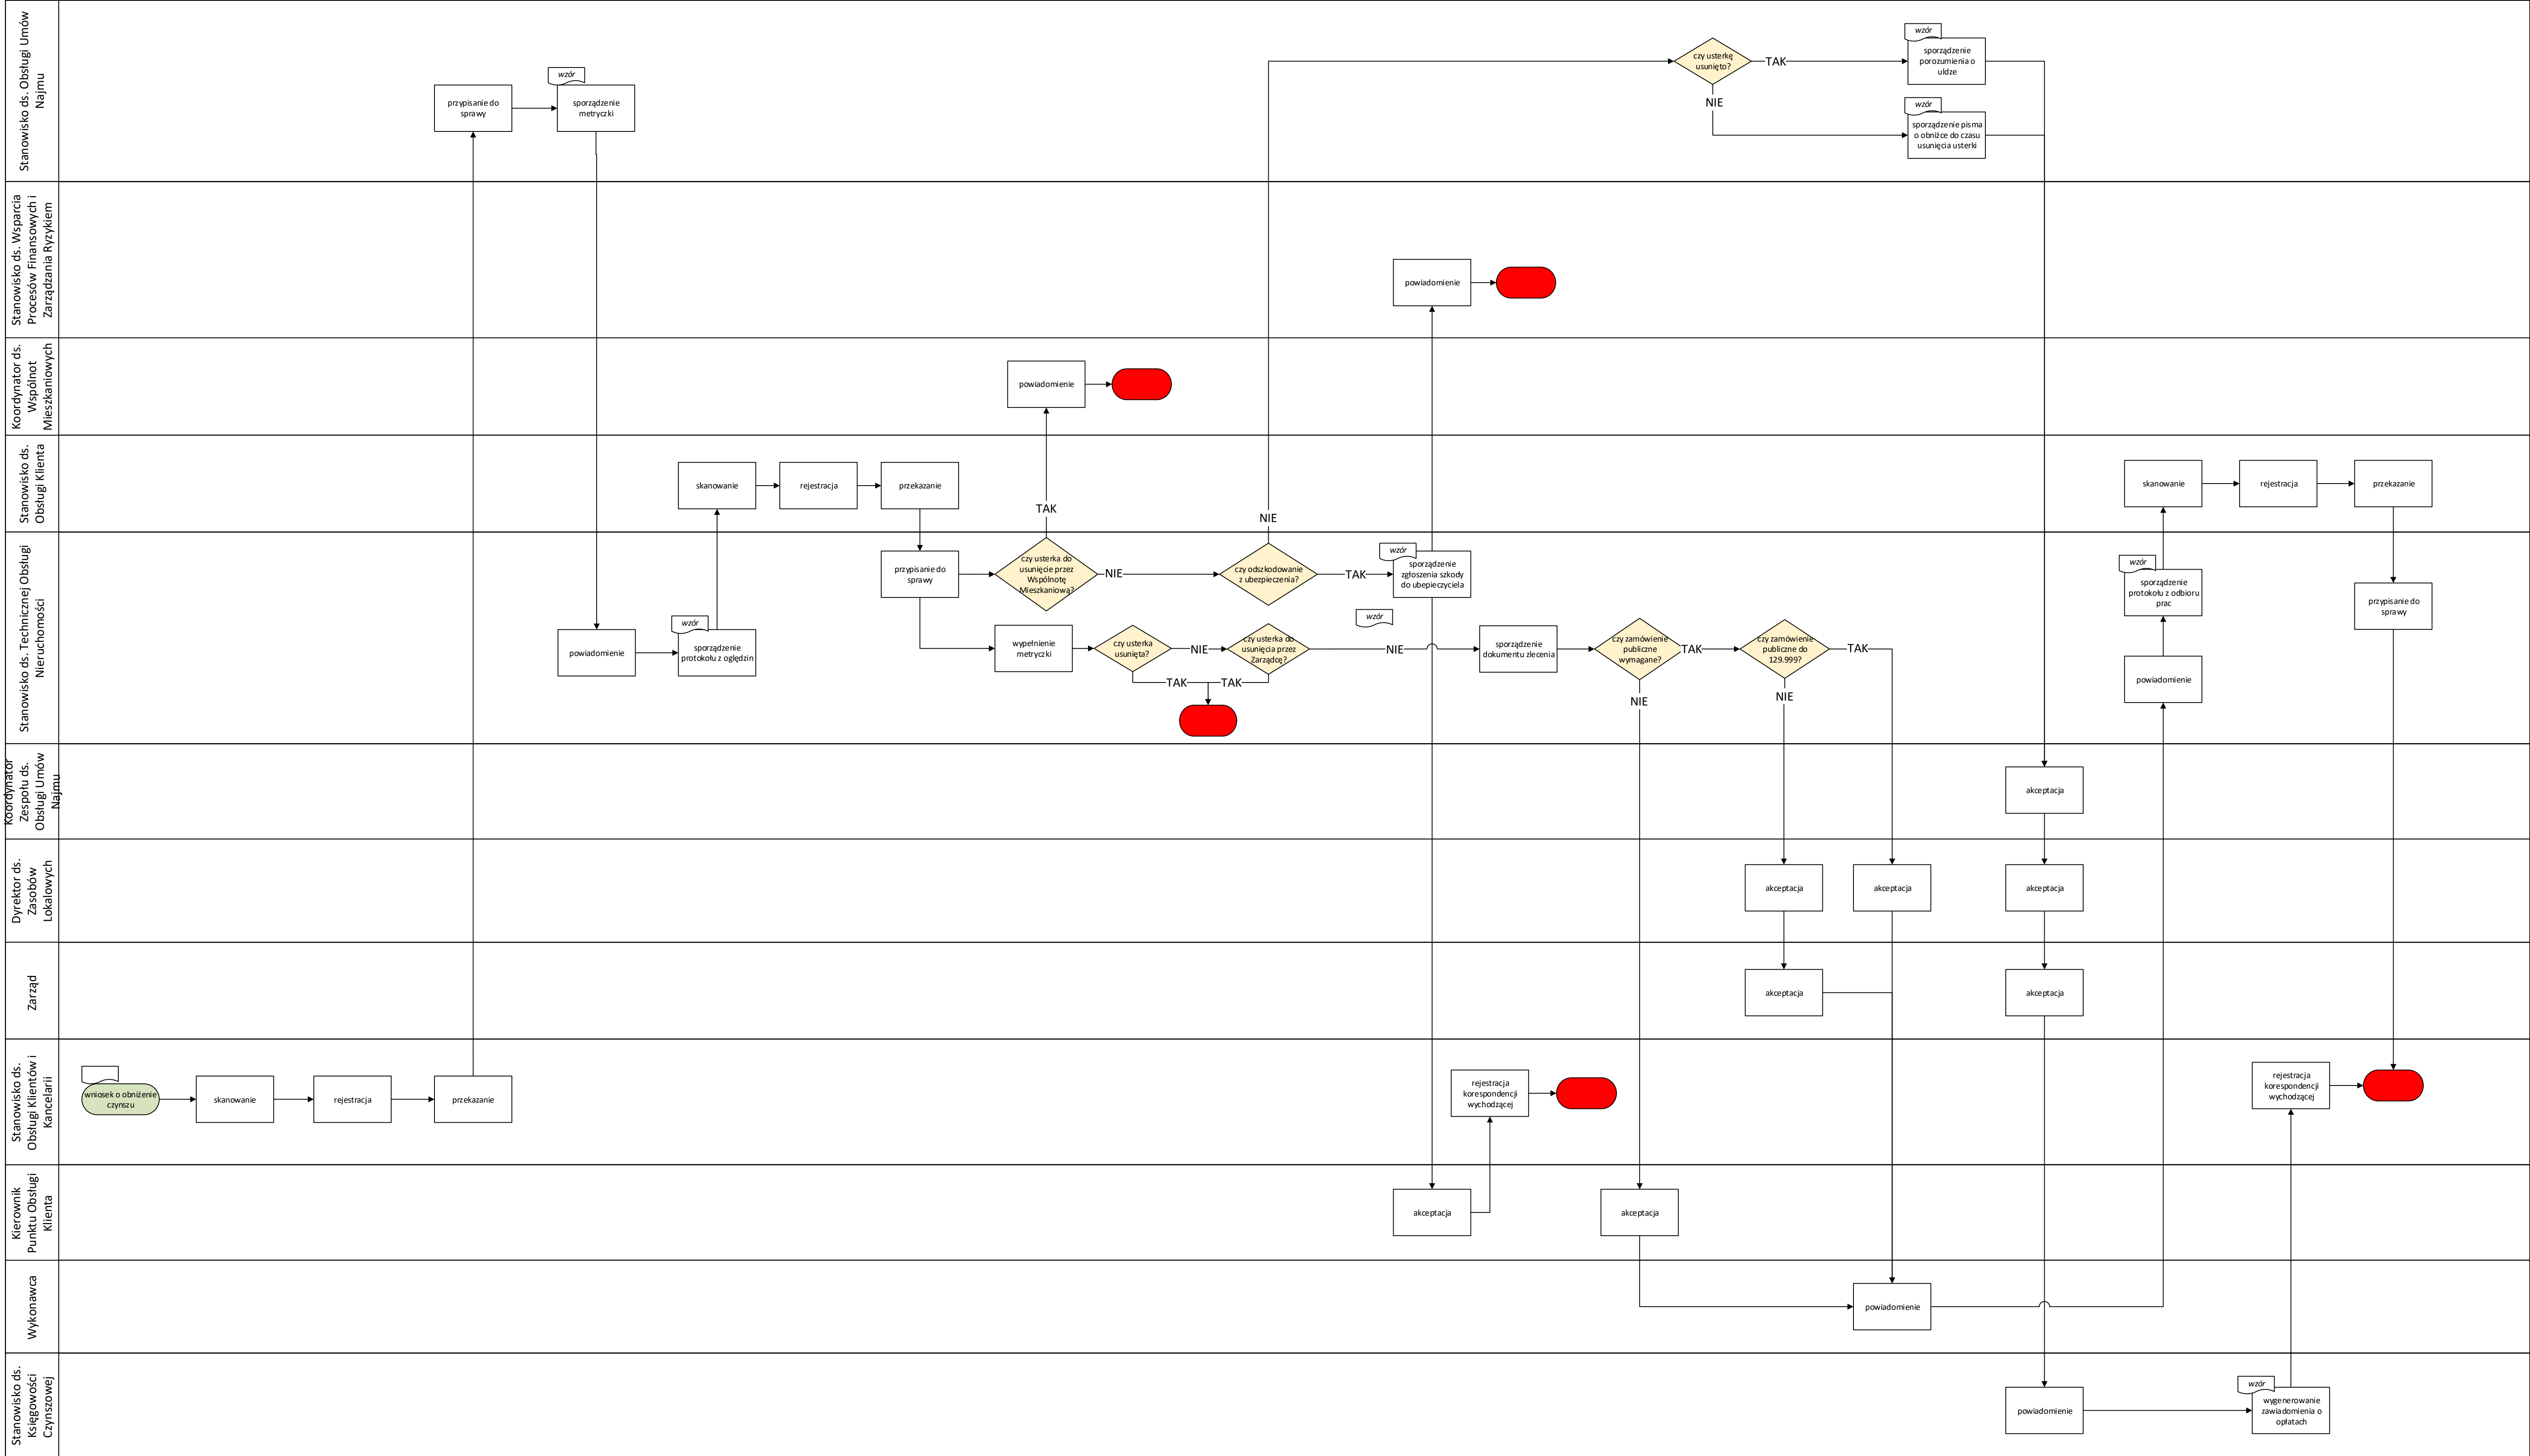 Stanowisko ds. Obsługi Umów
Najmu
wzór
przypisanie do
sprawy
sporządzenie
metryczki
czy usterkę
usunięto?
TAK
NIE
wzór
sporządzenie
porozumienia o
uldze
wzór
sporządzenie pisma
o obniżce do czasu
usunięcia usterki
Stanowisko ds. Wsparcia
Procesów Finansowych i
Zarządzania Ryzykiem
powiadomienie
Koordynator ds.
Wspólnot
Mieszkaniowych
powiadomienie
Stanowisko ds.
Obsługi Klienta
skanowanie
rejestracja
przekazanie
TAK
NIE
skanowanie
rejestracja
przekazanie
Stanowisko ds. Technicznej Obsługi
Nieruchomości
powiadomienie
wzór
sporządzenie
protokołu z oględzin
przypisanie do
sprawy
czy usterka do
usunięcie przez
Wspólnotę
Mieszkaniową?
NIE
czy odszkodowanie
z ubezpieczenia?
TAK
wzór
sporządzenie
zgłoszenia szkody
do ubepieczyciela
wypełnienie
metryczki
czy usterka
usunięta?
NIE
czy usterka do
usunięcia przez
Zarządcę?
TAK
TAK
wzór
NIE
sporządzenie
dokumentu zlecenia
czy zamówienie
publiczne
wymagane?
TAK
NIE
czy zamówienie
publiczne do
129.999?
TAK
NIE
wzór
sporządzenie
protokołu z odbioru
prac
powiadomienie
przypisanie do
sprawy
Koordynator
Zespołu ds.
Obsługi Umów
Najmu
akceptacja
Dyrektor ds.
Zasobów
Lokalowych
akceptacja
akceptacja
akceptacja
Zarząd
akceptacja
akceptacja
Stanowisko ds.
Obsługi Klientów i
Kancelarii
wniosek o obniżenie
czynszu
skanowanie
rejestracja
przekazanie
rejestracja
korespondencji
wychodzącej
rejestracja
korespondencji
wychodzącej
Kierownik
Punktu Obsługi
Klienta
akceptacja
akceptacja
Wykonawca
powiadomienie
Stanowisko ds.
Księgowości
Czynszowej
powiadomienie
wzór
wygenerowanie
zawiadomienia o
opłatach